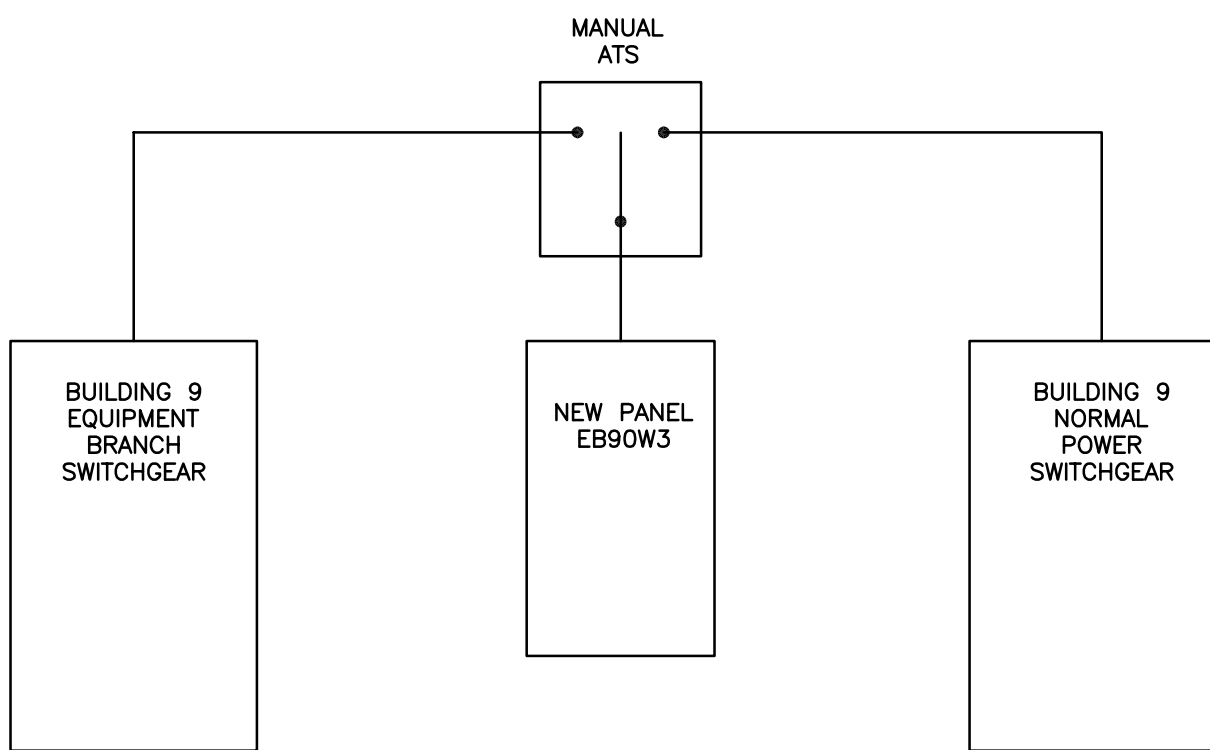 MANUAL
ATS
BUILDING 9
EQUIPMENT
BRANCH
SWITCHGEAR
NEW PANEL
EB90W3
BUILDING 9
NORMAL
POWER
SWITCHGEAR